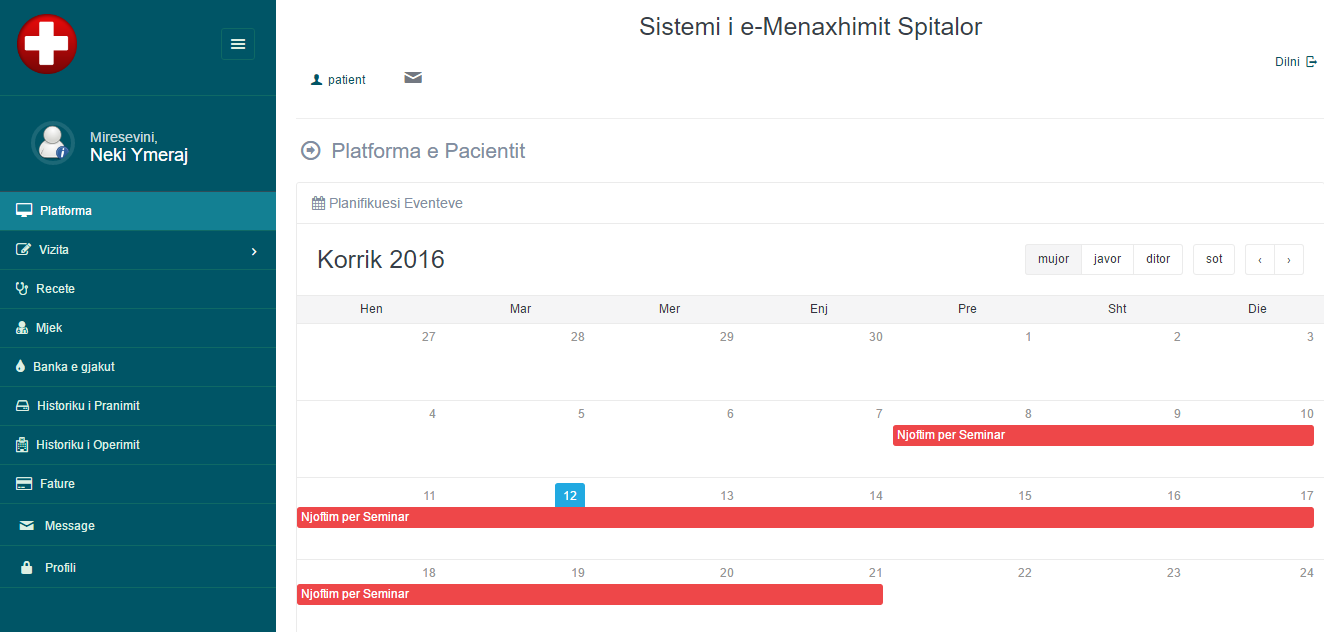 Sistemi i e-Menaxhimit Spitalor
Dilni
patient
Miresevini,
Neki Ymeraj
Platforma
Vizita
Recete
Mjek
Banka e gjakut
Historiku i Pranimit
Historiku i Operimit
Fature
Message
Profili
Platforma e Pacientit
Planifikuesi Eventeve
Korrik 2016
mujor javor ditor sot ‹ ›
Hen Mar Mer Enj Pre Sht Die
27 28 29 30 1 2 3
4 5 6 7 8 9 10
Njoftim per Seminar
11 12 13 14 15 16 17
Njoftim per Seminar
18 19 20 21 22 23 24
Njoftim per Seminar